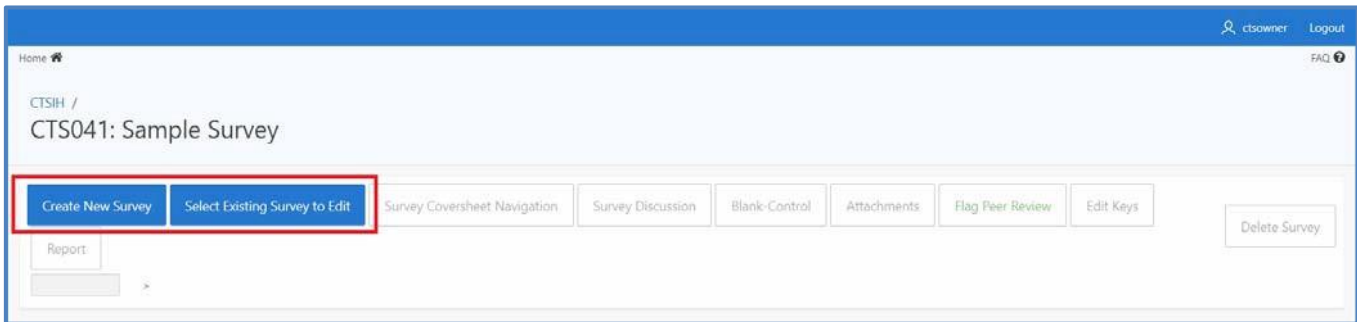 ctsowner Logout
Home FAQ
CTSIH /
CTS041: Sample Survey
Create New Survey Select Existing Survey to Edit Survey Coversheet Navigation Survey Discussion Blank-Control Attachments Flag Peer Review Edit Keys Delete Survey
Report
>